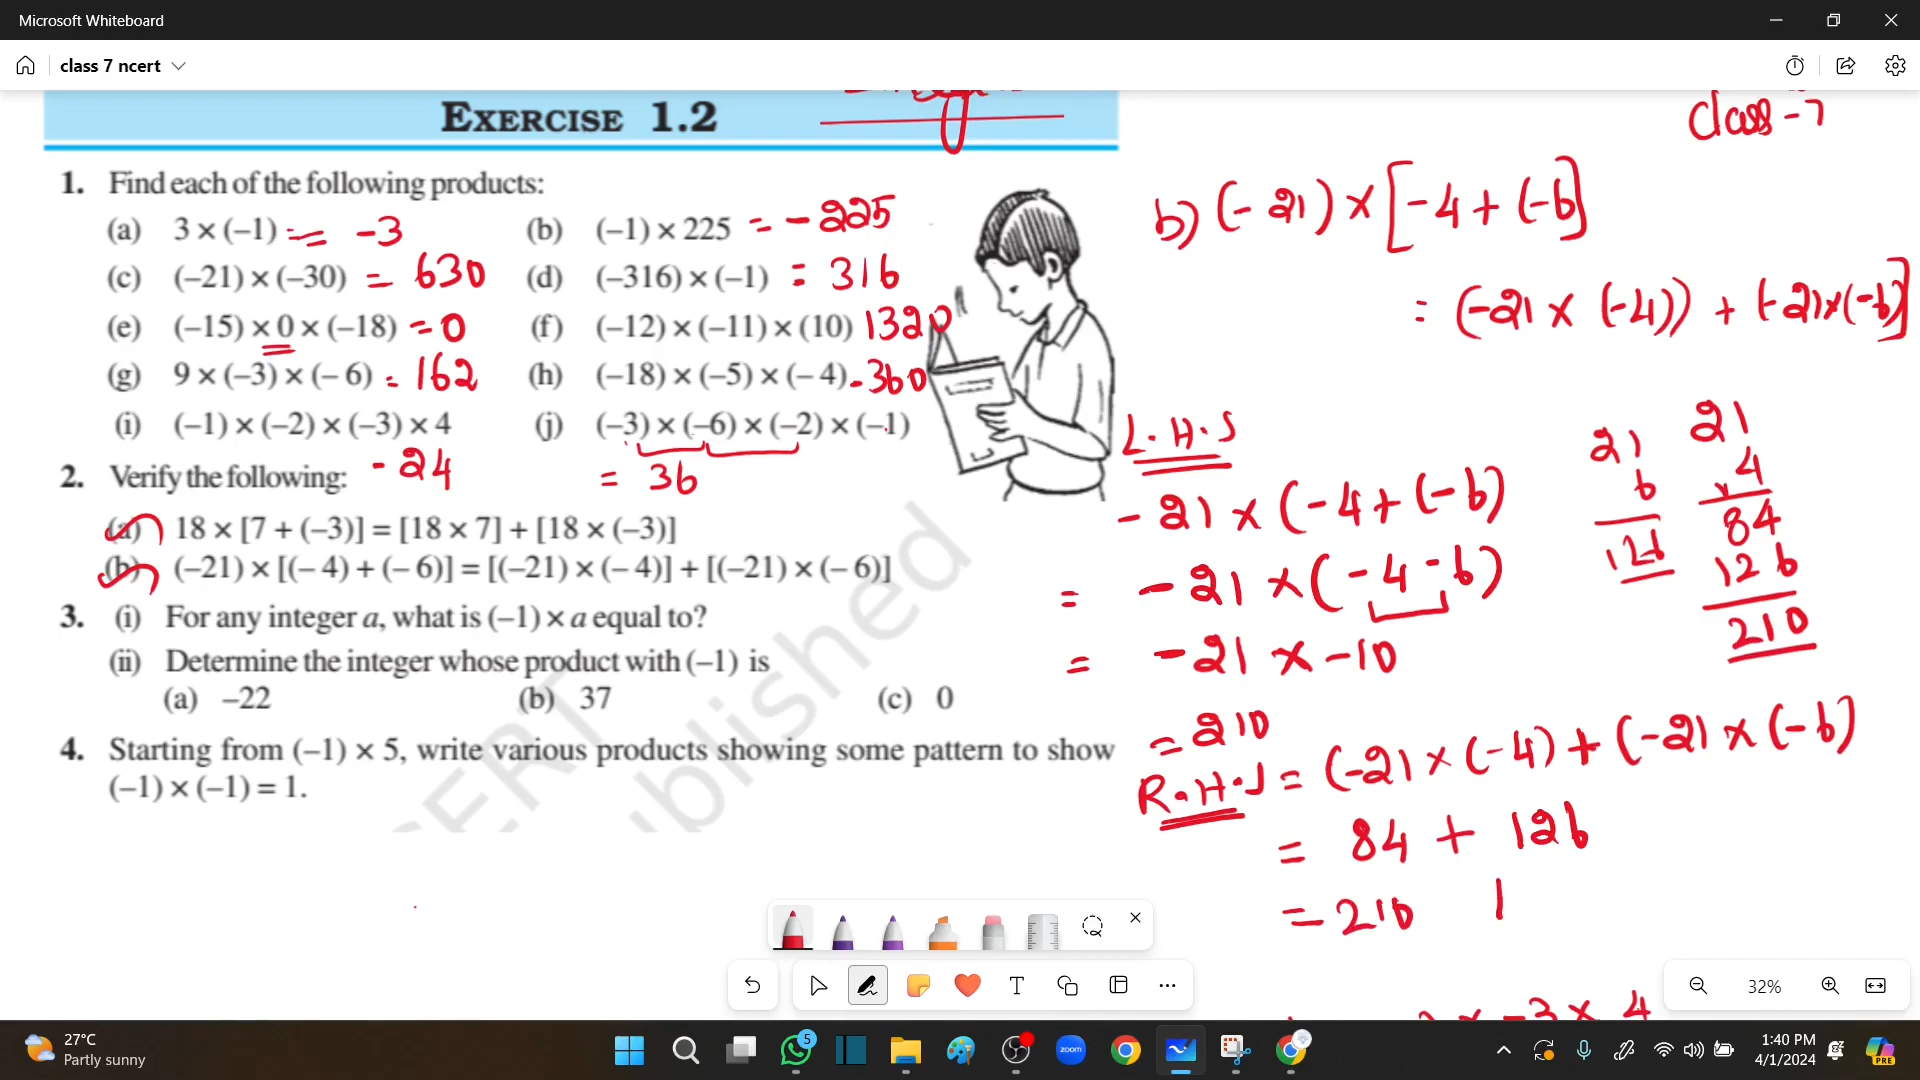 Microsoft Whiteboard
class 7 ncert
EXERCISE 1.2
Class-7
1. Find each of the following products:
(a) 3 × (–1) = -3
(b) (–1) × 225 = -225
(c) (–21) × (–30) = 630
(d) (–316) × (–1) = 316
(e) (–15) × 0 × (–18) = 0
(f) (–12) × (–11) × (10) 1320
(g) 9 × (–3) × (– 6) = 162
(h) (–18) × (–5) × (– 4) -360
(i) (–1) × (–2) × (–3) × 4
-24
(j) (–3) × (–6) × (–2) × (–1)
= 36
2. Verify the following:
(a) 18 × [7 + (–3)] = [18 × 7] + [18 × (–3)]
(b) (–21) × [(– 4) + (– 6)] = [(–21) × (– 4)] + [(–21) × (– 6)]
3. (i) For any integer a, what is (–1) × a equal to?
(ii) Determine the integer whose product with (–1) is
(a) –22 (b) 37 (c) 0
4. Starting from (–1) × 5, write various products showing some pattern to show
(–1) × (–1) = 1.
NCERT
published
b) (-21) × [-4 + (-6]
= (-21 × (-4)) + (-21×(-6]
L.H.S
-21 × (-4 + (-6)
= -21 × (-4 -6)
= -21 × -10
= 210
21
6
126
21
× 4
84
126
210
R.H.S = (-21 × (-4) + (-21 × (-6)
= 84 + 126
= 210
× -3 × 4
32%
27°C
Partly sunny
5
zoom
1:40 PM
4/1/2024
PRE